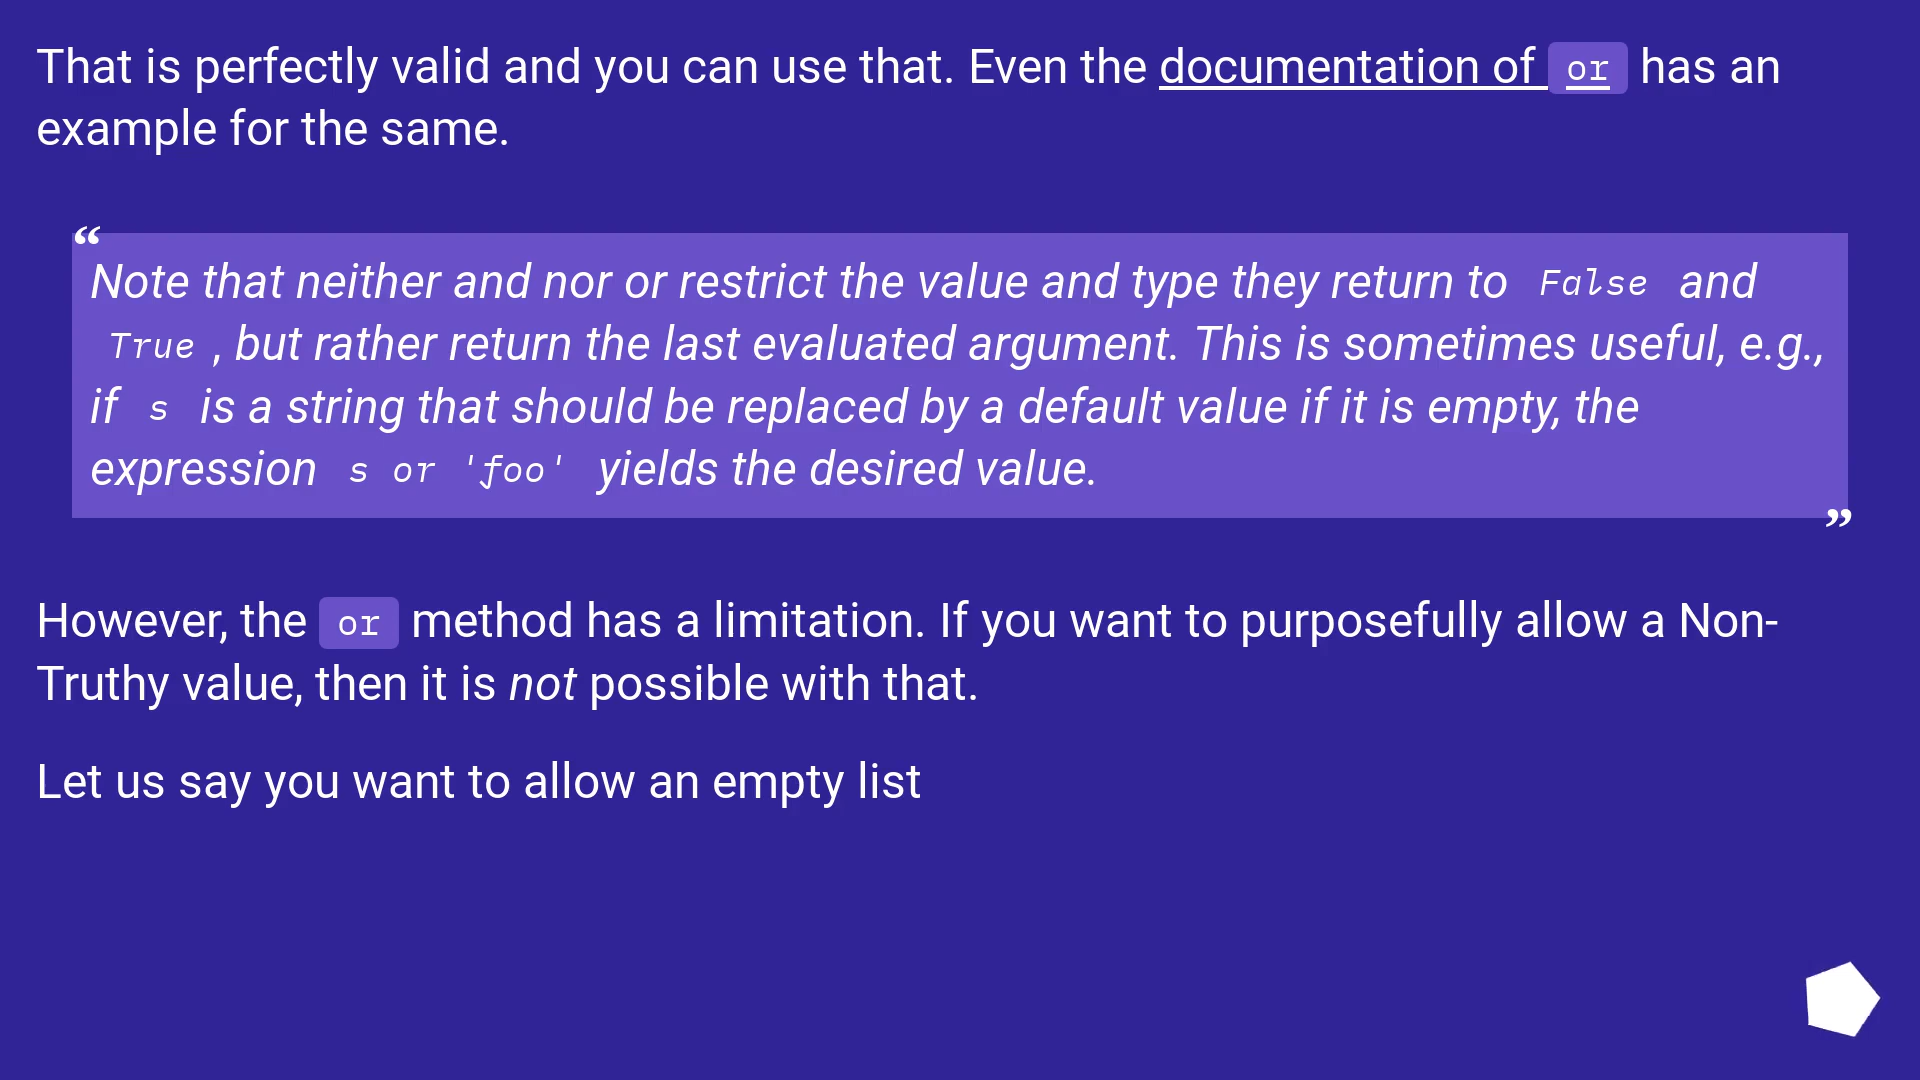 That is perfectly valid and you can use that. Even the documentation of or has an
example for the same.
“
Note that neither and nor or restrict the value and type they return to False and
True , but rather return the last evaluated argument. This is sometimes useful, e.g.,
if s is a string that should be replaced by a default value if it is empty, the
expression s or 'foo' yields the desired value.
”
However, the or method has a limitation. If you want to purposefully allow a Non-
Truthy value, then it is not possible with that.
Let us say you want to allow an empty list